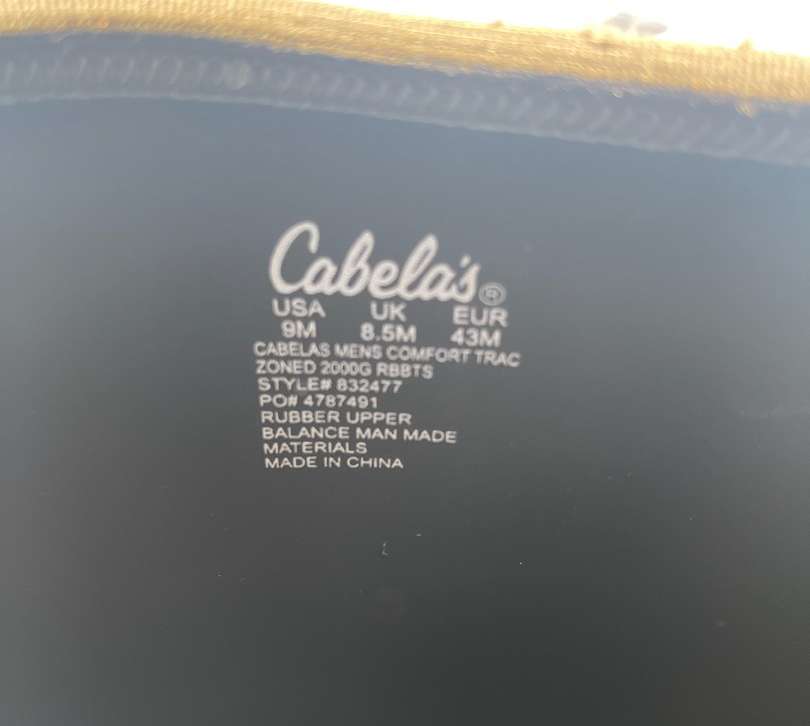 Cabela's®
USA UK EUR
9M 8.5M 43M
CABELAS MENS COMFORT TRAC
ZONED 2000G RBBTS
STYLE# 832477
PO# 4787491
RUBBER UPPER
BALANCE MAN MADE
MATERIALS
MADE IN CHINA